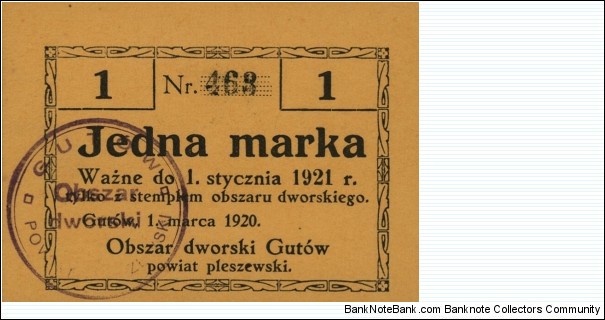 1 Nr. 463 1
Jedna marka
Ważne do 1. stycznia 1921 r.
tylko z stemplem obszaru dworskiego.
Gutów, 1. marca 1920.
Obszar dworski Gutów
powiat pleszewski.
GUTÓW
Obszar
dworski
BankNoteBank.com - Banknote Collectors Community